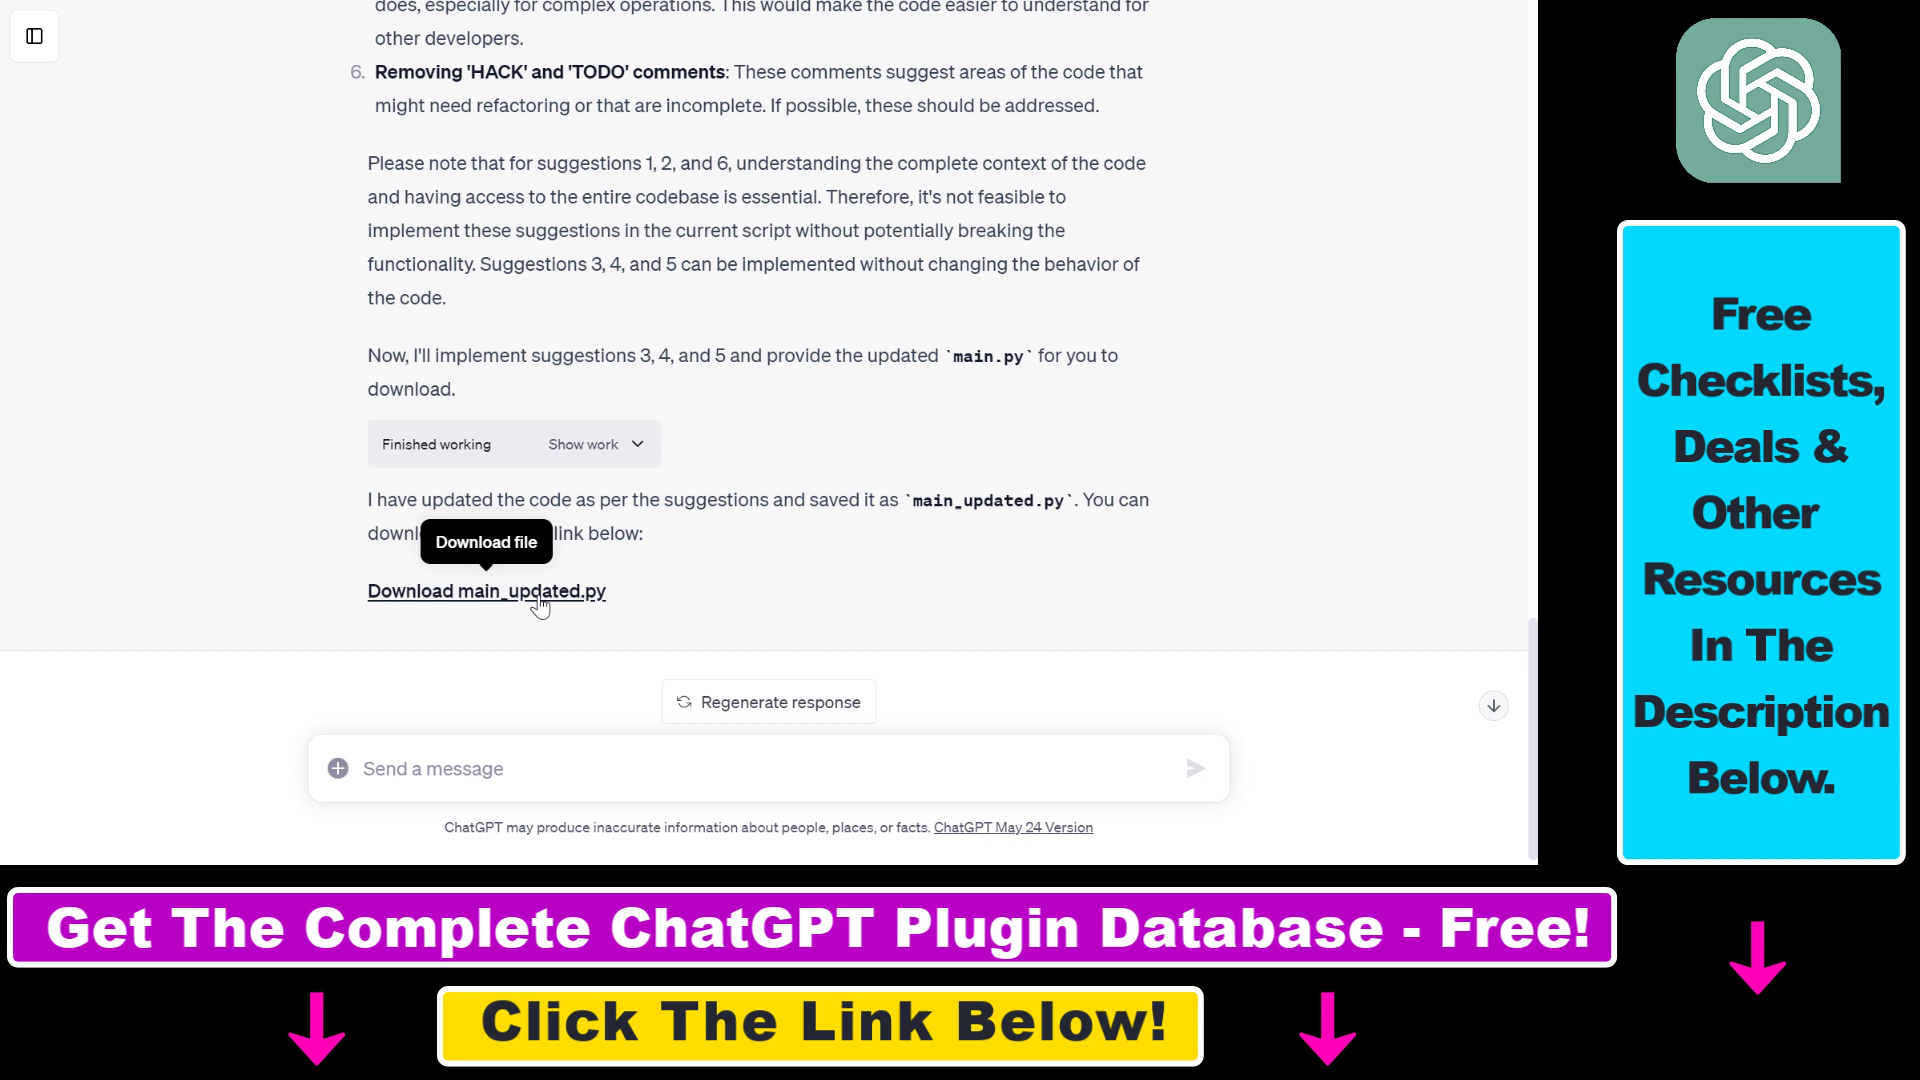 does, especially for complex operations. This would make the code easier to understand for
other developers.
6. Removing 'HACK' and 'TODO' comments: These comments suggest areas of the code that
might need refactoring or that are incomplete. If possible, these should be addressed.
Please note that for suggestions 1, 2, and 6, understanding the complete context of the code
and having access to the entire codebase is essential. Therefore, it's not feasible to
implement these suggestions in the current script without potentially breaking the
functionality. Suggestions 3, 4, and 5 can be implemented without changing the behavior of
the code.
Now, I'll implement suggestions 3, 4, and 5 and provide the updated `main.py` for you to
download.
Finished working Show work
I have updated the code as per the suggestions and saved it as `main_updated.py`. You can
link below:
Download file
Download main_updated.py
Regenerate response
Send a message
ChatGPT may produce inaccurate information about people, places, or facts. ChatGPT May 24 Version
Free
Checklists,
Deals &
Other
Resources
In The
Description
Below.
Get The Complete ChatGPT Plugin Database - Free!
Click The Link Below!